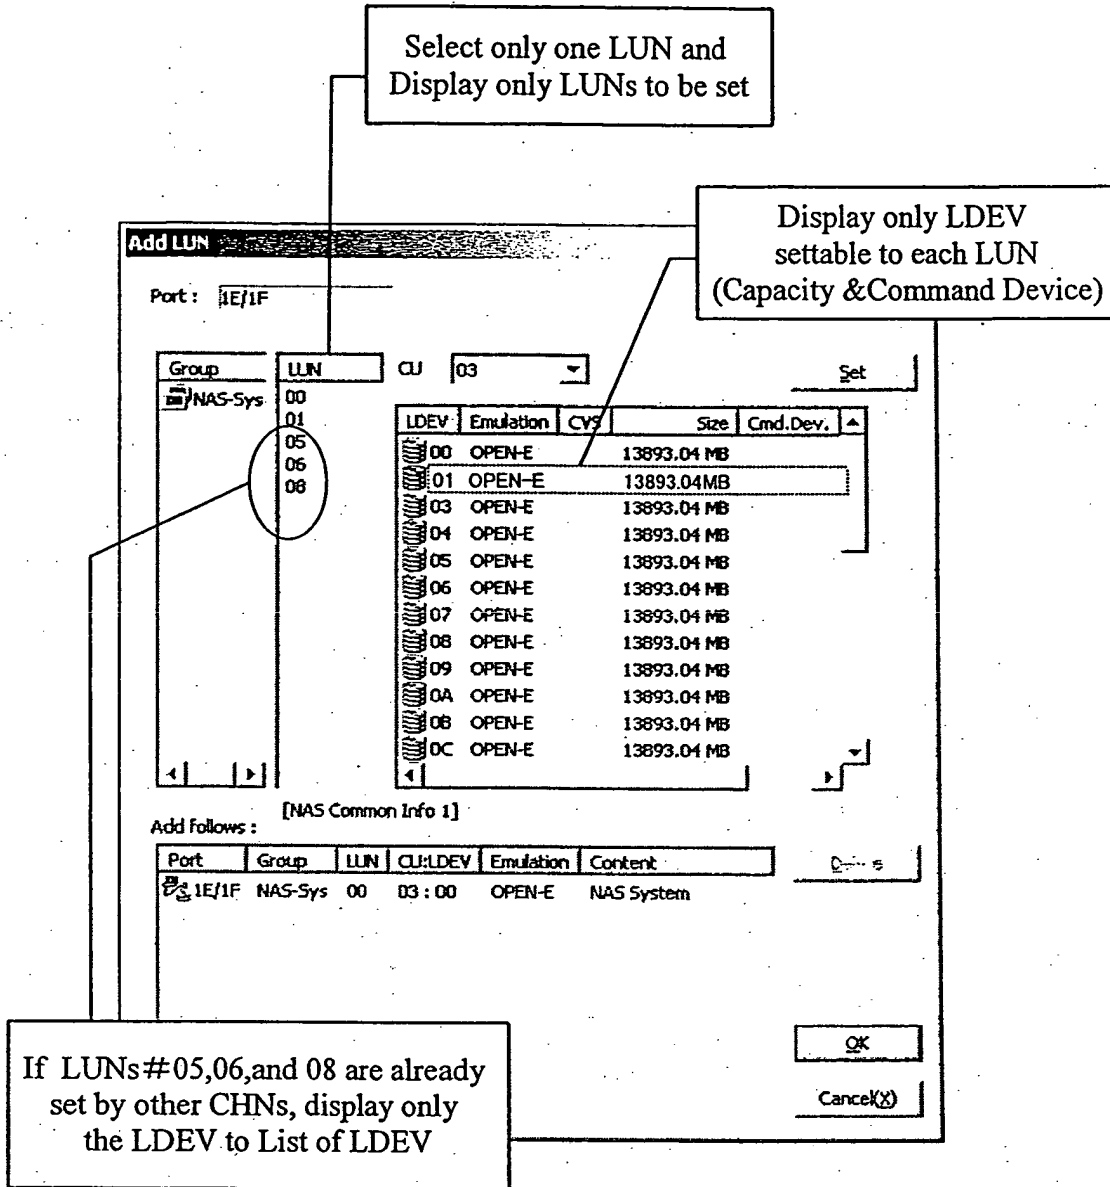 Select only one LUN and
Display only LUNs to be set
Display only LDEV
settable to each LUN
(Capacity &Command Device)
Add LUN
Port : 1E/1F
Group LUN CU 03 Set
NAS-Sys
00
01
05
06
08
LDEV Emulation CVS Size Cmd.Dev.
00 OPEN-E 13893.04 MB
01 OPEN-E 13893.04MB
03 OPEN-E 13893.04 MB
04 OPEN-E 13893.04 MB
05 OPEN-E 13893.04 MB
06 OPEN-E 13893.04 MB
07 OPEN-E 13893.04 MB
08 OPEN-E 13893.04 MB
09 OPEN-E 13893.04 MB
0A OPEN-E 13893.04 MB
0B OPEN-E 13893.04 MB
0C OPEN-E 13893.04 MB
[NAS Common Info 1]
Add follows :
Port Group LUN CU:LDEV Emulation Content
1E/1F NAS-Sys 00 03 : 00 OPEN-E NAS System
OK
Cancel(X)
If LUNs#05,06,and 08 are already
set by other CHNs, display only
the LDEV to List of LDEV